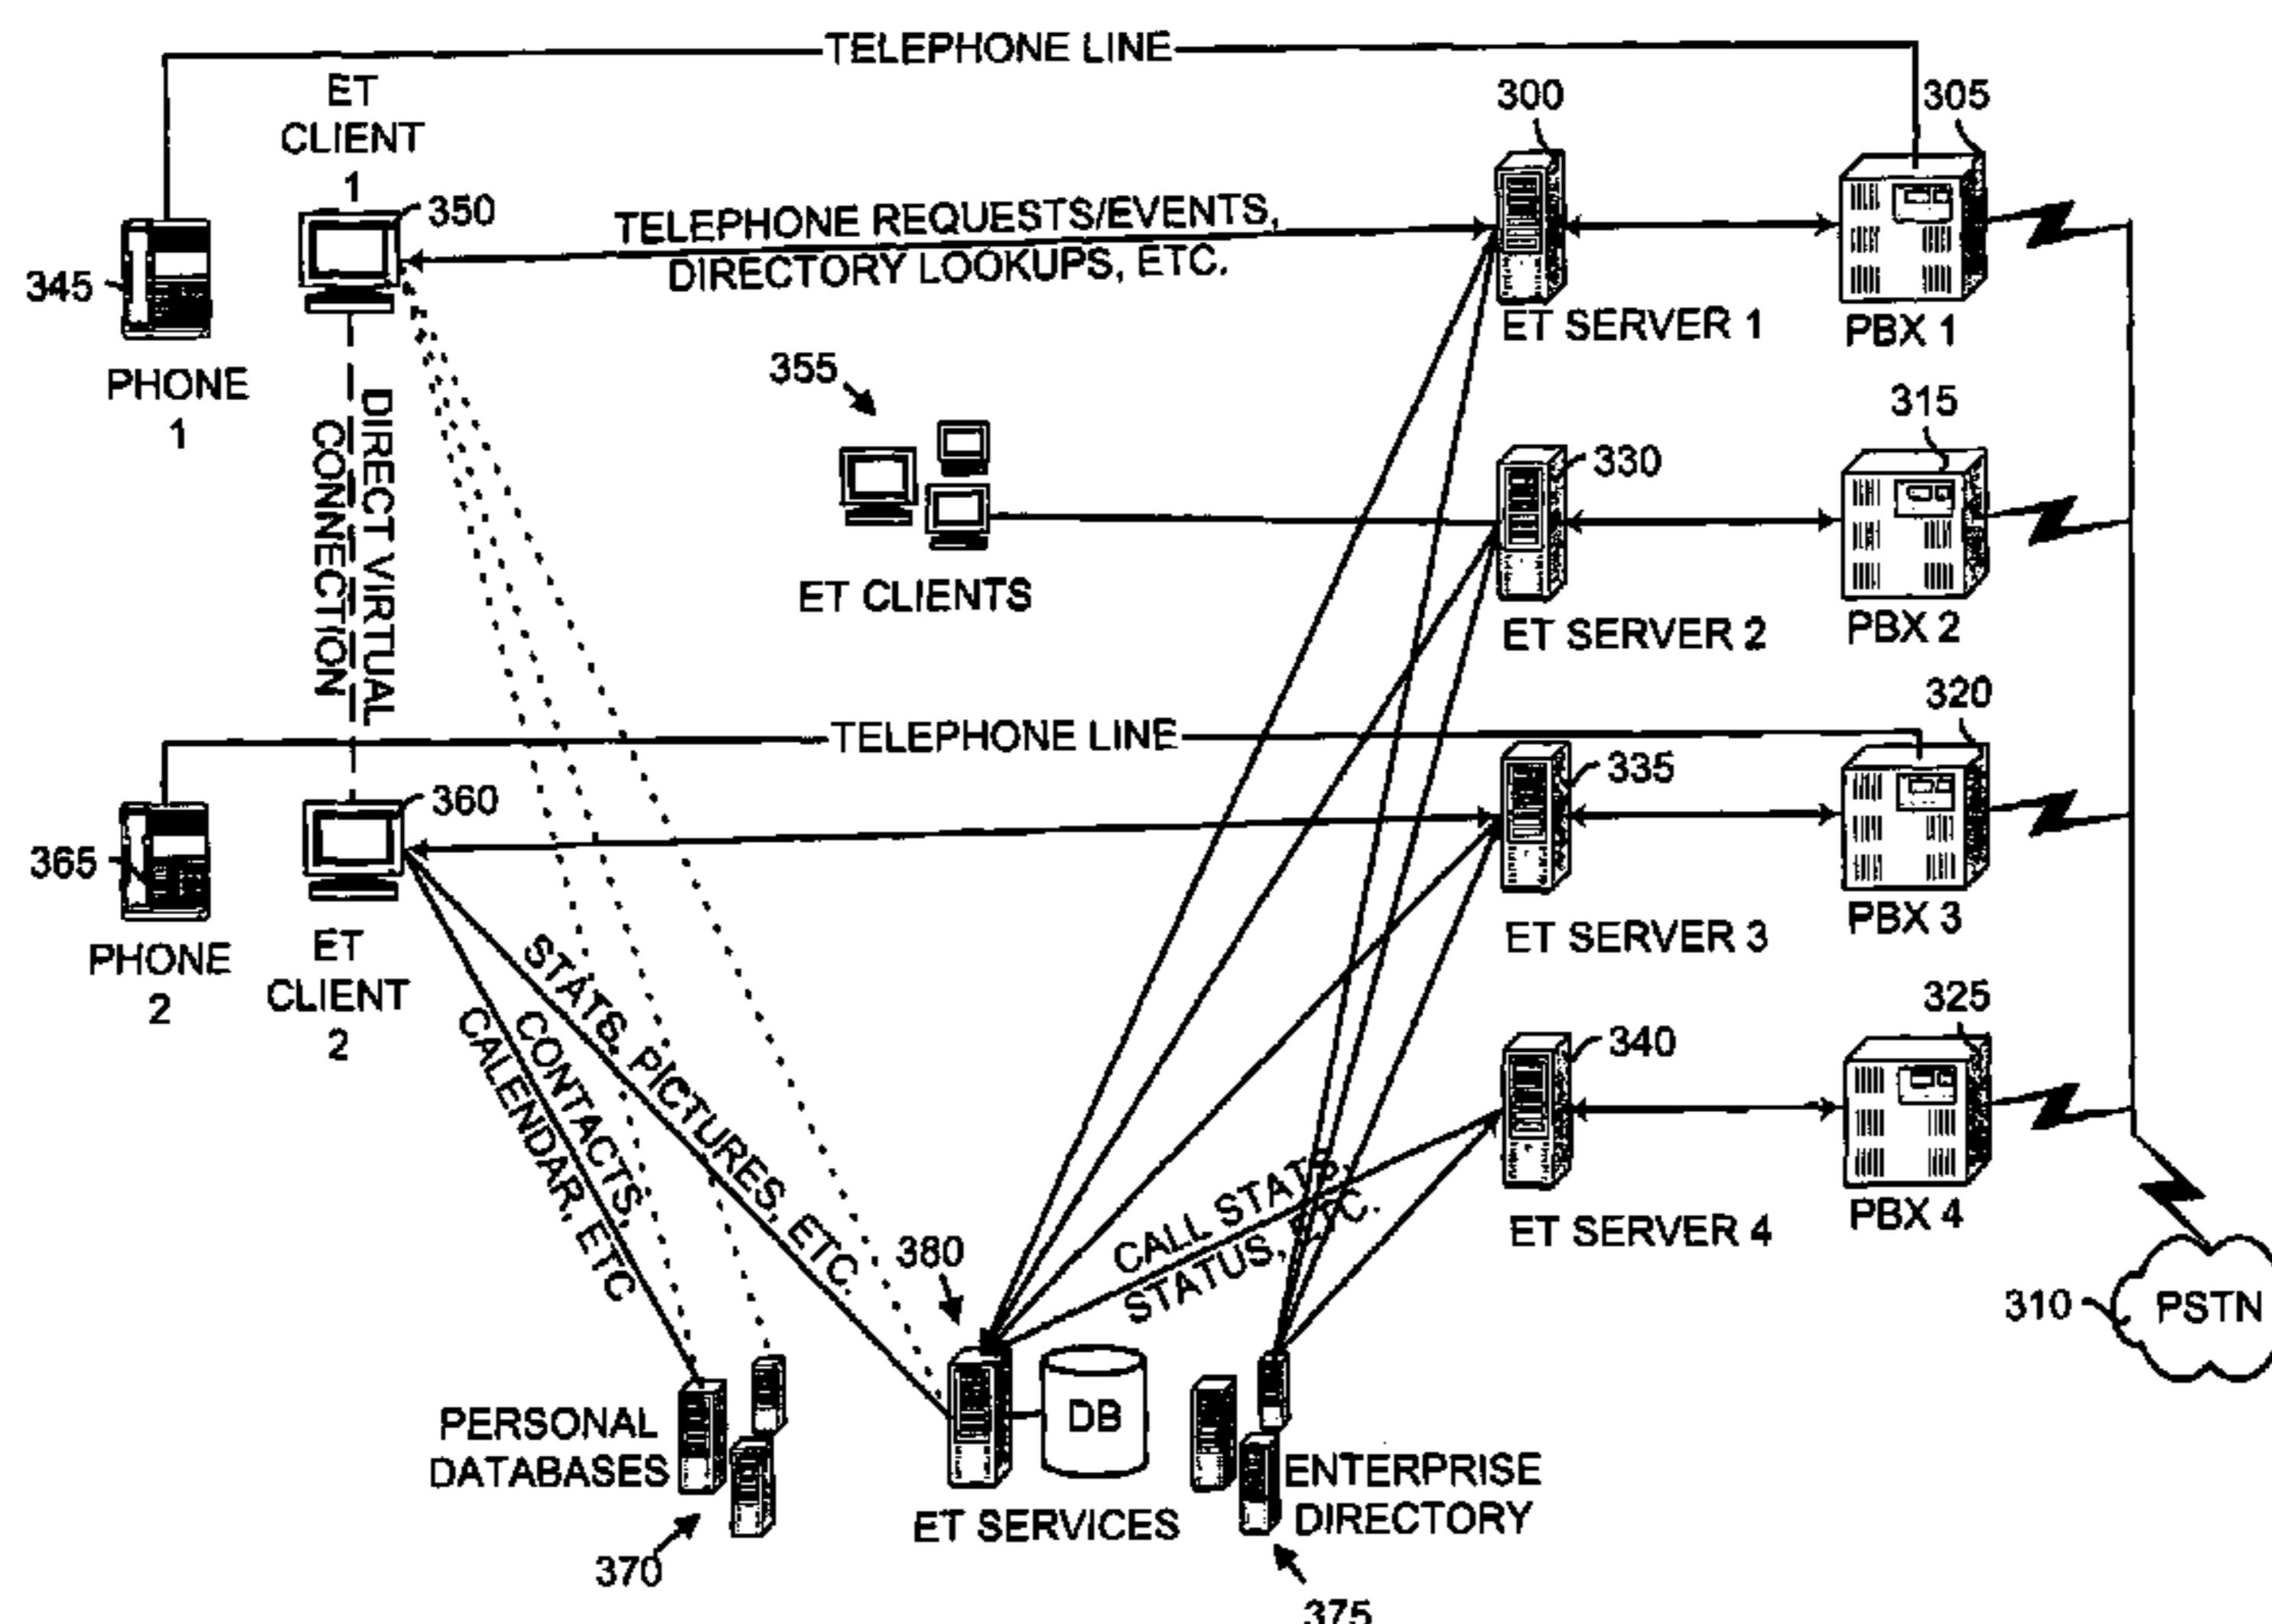 TELEPHONE LINE
ET
CLIENT
1
300
305
350
TELEPHONE REQUESTS/EVENTS,
DIRECTORY LOOKUPS, ETC.
345
ET SERVER 1
PBX 1
PHONE
1
355
315
DIRECT VIRTUAL
CONNECTION
330
ET CLIENTS
ET SERVER 2
PBX 2
320
TELEPHONE LINE
335
360
365
PHONE
2
ET
CLIENT
2
ET SERVER 3
PBX 3
325
340
STATS, PICTURES, ETC.
CONTACTS,
CALENDAR, ETC
CALL STATS,
STATUS, ETC.
ET SERVER 4
PBX 4
380
310
PSTN
PERSONAL
DATABASES
DB
ENTERPRISE
DIRECTORY
ET SERVICES
370
375